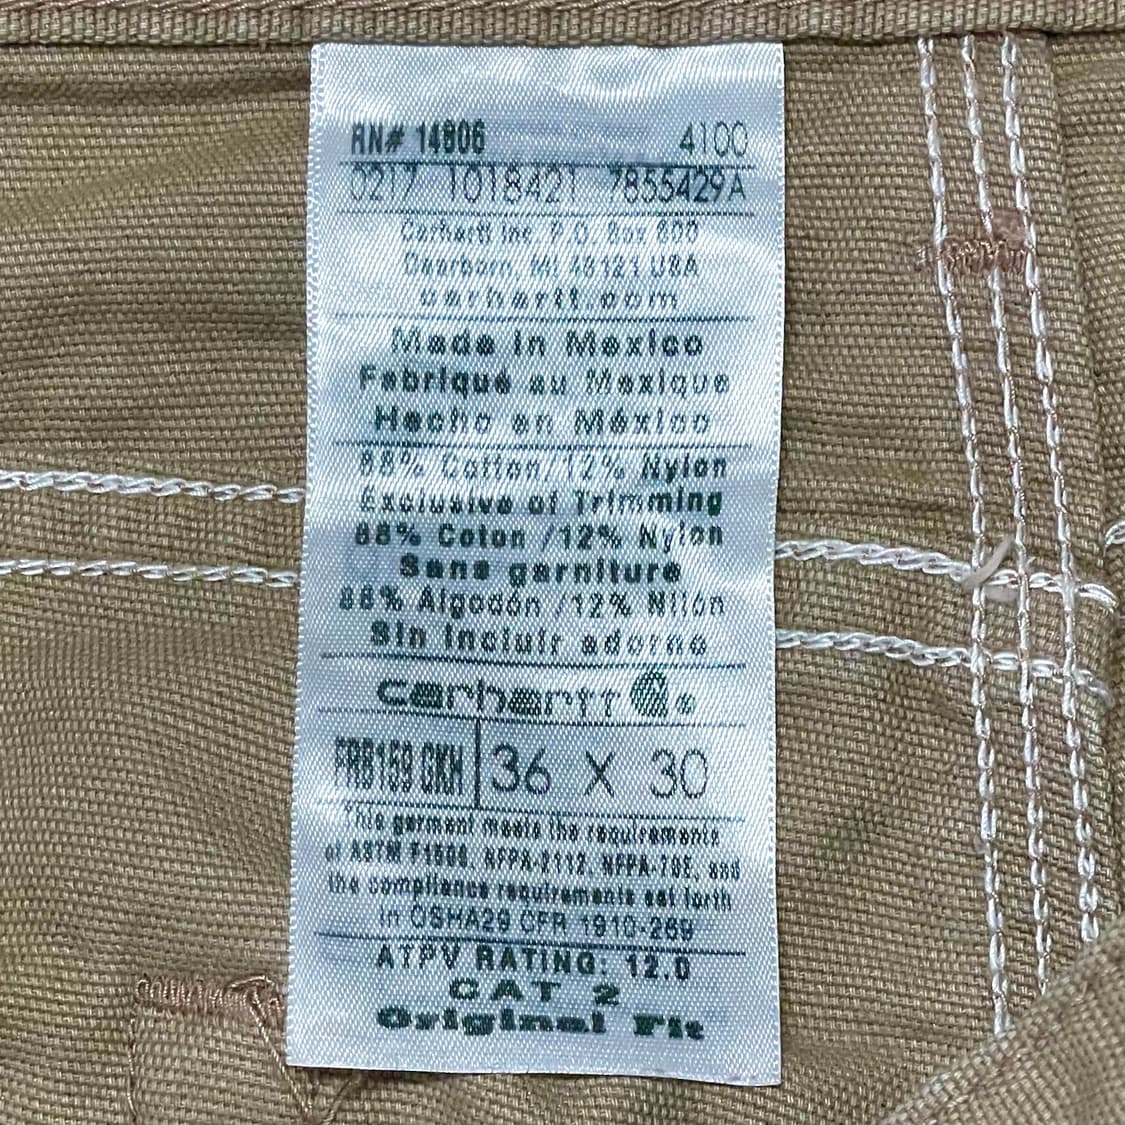 RN# 14806 4100
0217 1018421 7855429A
Carhartt Inc. P.O. Box 600
Dearborn, MI 48121 USA
carhartt.com
Made in Mexico
Fabriqué au Mexique
Hecho en México
88% Cotton/12% Nylon
Exclusive of Trimming
88% Coton /12% Nylon
Sans garniture
88% Algodón /12% Nilón
Sin incluir adorno
carhartt
FRB159 GKH 36 X 30
This garment meets the requirements
of ASTM F1506, NFPA-2112, NFPA-70E, and
the compliance requirements set forth
in OSHA29 CFR 1910-269
ATPV RATING: 12.0
CAT 2
Original Fit